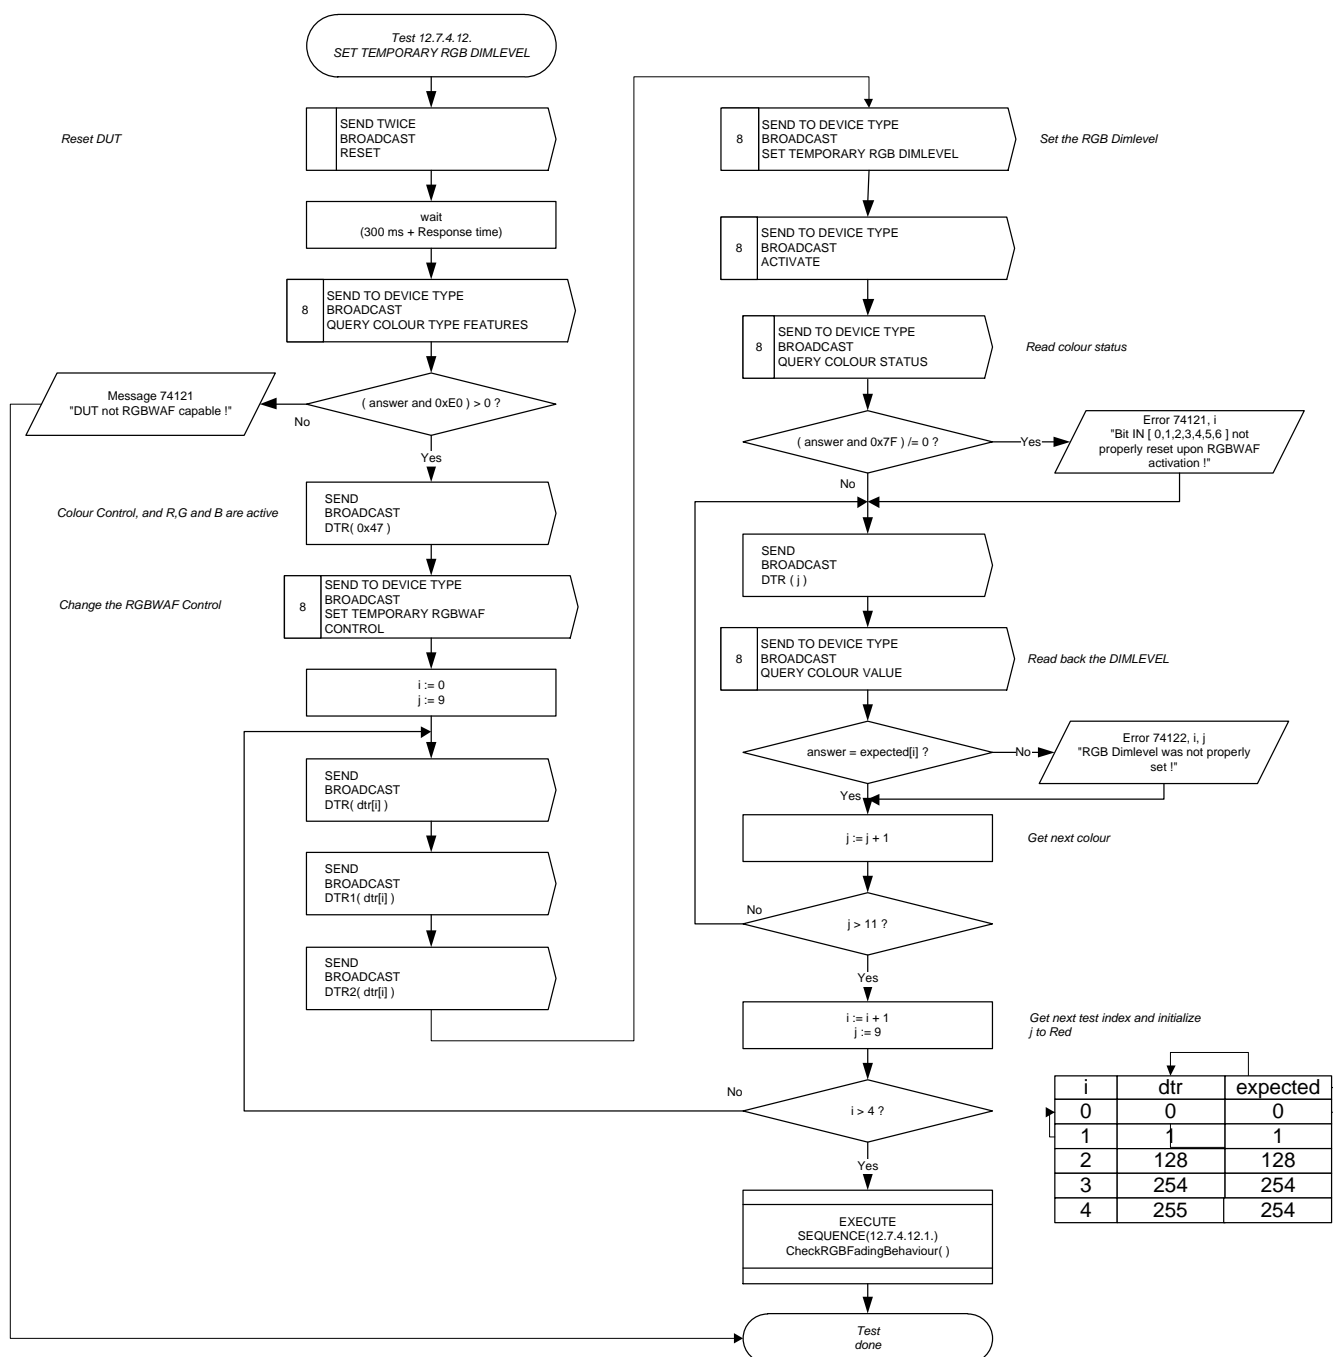 Test 12.7.4.12.
SET TEMPORARY RGB DIMLEVEL
Reset DUT
SEND TWICE
BROADCAST
RESET
wait
(300 ms + Response time)
8
SEND TO DEVICE TYPE
BROADCAST
QUERY COLOUR TYPE FEATURES
( answer and 0xE0 ) > 0 ?
No
Message 74121
"DUT not RGBWAF capable !"
Yes
Colour Control, and R,G and B are active
SEND
BROADCAST
DTR( 0x47 )
Change the RGBWAF Control
8
SEND TO DEVICE TYPE
BROADCAST
SET TEMPORARY RGBWAF
CONTROL
i := 0
j := 9
SEND
BROADCAST
DTR( dtr[i] )
SEND
BROADCAST
DTR1( dtr[i] )
SEND
BROADCAST
DTR2( dtr[i] )
8
SEND TO DEVICE TYPE
BROADCAST
SET TEMPORARY RGB DIMLEVEL
Set the RGB Dimlevel
8
SEND TO DEVICE TYPE
BROADCAST
ACTIVATE
8
SEND TO DEVICE TYPE
BROADCAST
QUERY COLOUR STATUS
Read colour status
( answer and 0x7F ) /= 0 ?
Yes
Error 74121, i
"Bit IN [ 0,1,2,3,4,5,6 ] not
properly reset upon RGBWAF
activation !"
No
SEND
BROADCAST
DTR ( j )
8
SEND TO DEVICE TYPE
BROADCAST
QUERY COLOUR VALUE
Read back the DIMLEVEL
answer = expected[i] ?
No
Error 74122, i, j
"RGB Dimlevel was not properly
set !"
Yes
j := j + 1
Get next colour
No
j > 11 ?
Yes
i := i + 1
j := 9
Get next test index and initialize
j to Red
No
i > 4 ?
Yes
EXECUTE
SEQUENCE(12.7.4.12.1.)
CheckRGBFadingBehaviour( )
Test
done
i dtr expected
0 0 0
1 1 1
2 128 128
3 254 254
4 255 254